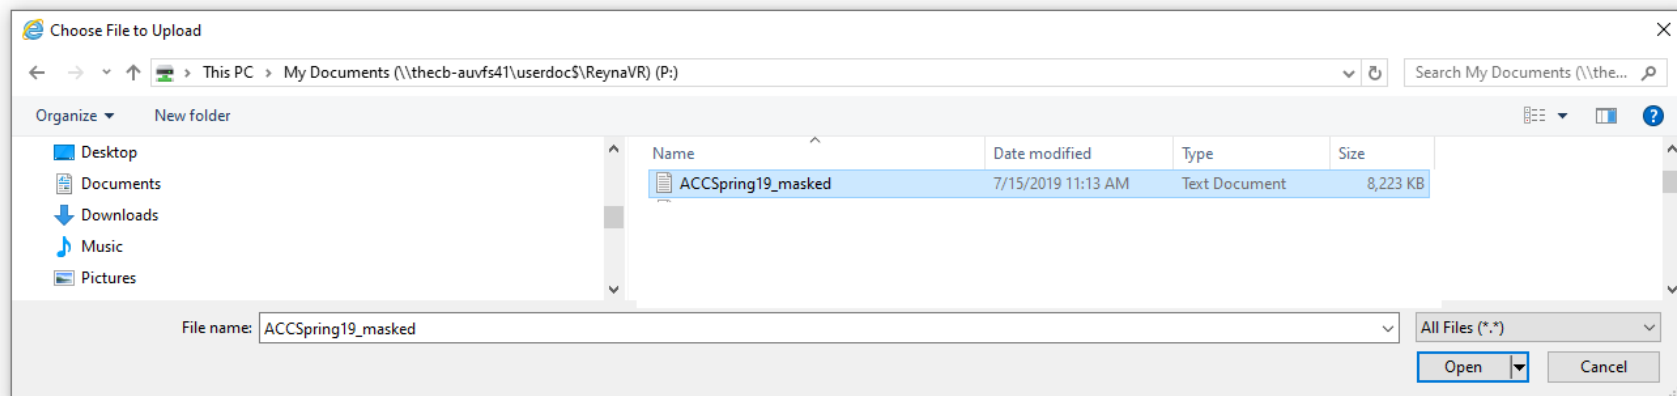 Choose File to Upload
This PC > My Documents (\\thecb-auvfs41\userdoc$\ReynaVR) (P:)
Search My Documents (\\the...
Organize
New folder
Desktop
Documents
Downloads
Music
Pictures
Name Date modified Type Size
ACCSpring19_masked 7/15/2019 11:13 AM Text Document 8,223 KB
File name: ACCSpring19_masked
All Files (*.*)
Open
Cancel